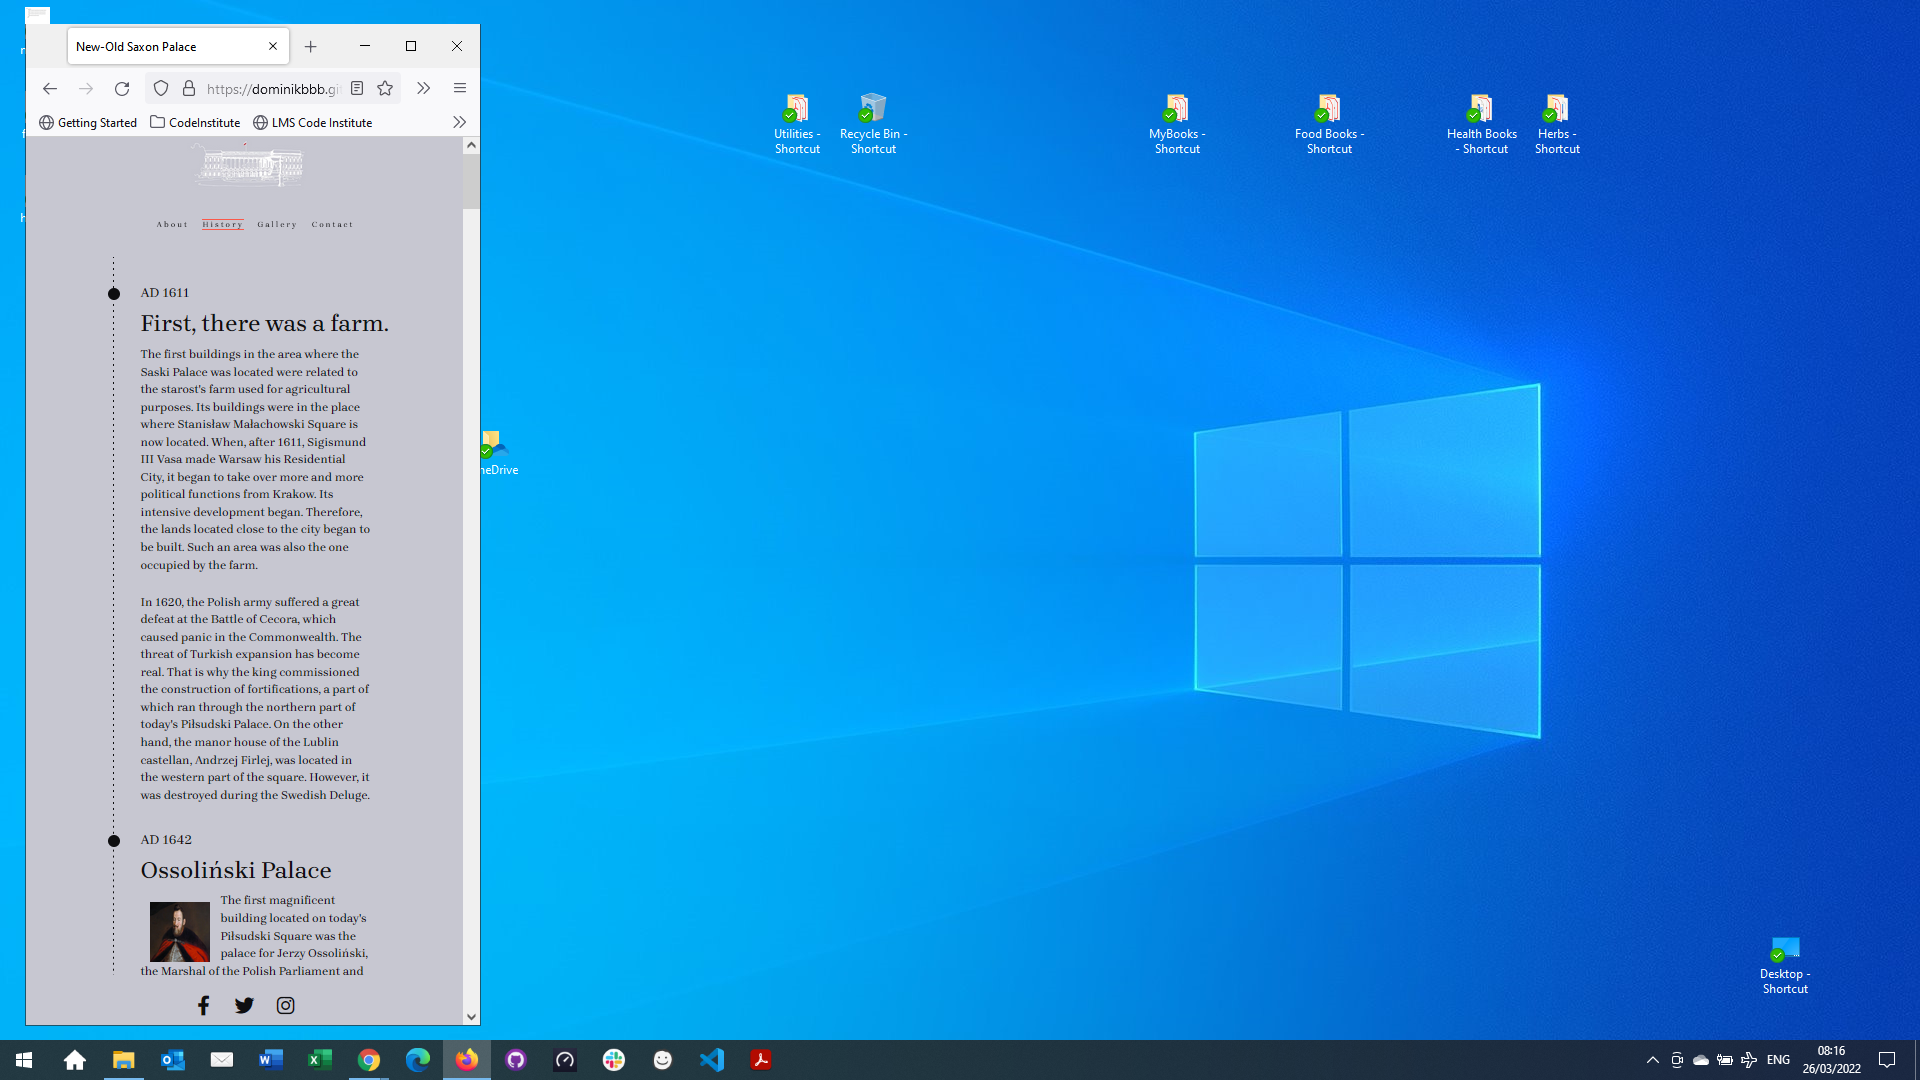 New-Old Saxon Palace
https://dominikbbb.gi
Getting Started
CodeInstitute
LMS Code Institute
About History Gallery Contact
AD 1611
First, there was a farm.
The first buildings in the area where the
Saski Palace was located were related to
the starost's farm used for agricultural
purposes. Its buildings were in the place
where Stanisław Małachowski Square is
now located. When, after 1611, Sigismund
III Vasa made Warsaw his Residential
City, it began to take over more and more
political functions from Krakow. Its
intensive development began. Therefore,
the lands located close to the city began to
be built. Such an area was also the one
occupied by the farm.
In 1620, the Polish army suffered a great
defeat at the Battle of Cecora, which
caused panic in the Commonwealth. The
threat of Turkish expansion has become
real. That is why the king commissioned
the construction of fortifications, a part of
which ran through the northern part of
today's Piłsudski Palace. On the other
hand, the manor house of the Lublin
castellan, Andrzej Firlej, was located in
the western part of the square. However, it
was destroyed during the Swedish Deluge.
AD 1642
Ossoliński Palace
The first magnificent
building located on today's
Piłsudski Square was the
palace for Jerzy Ossoliński,
the Marshal of the Polish Parliament and
neDrive
Utilities -
Shortcut
Recycle Bin -
Shortcut
MyBooks -
Shortcut
Food Books -
Shortcut
Health Books
- Shortcut
Herbs -
Shortcut
Desktop -
Shortcut
ENG
08:16
26/03/2022